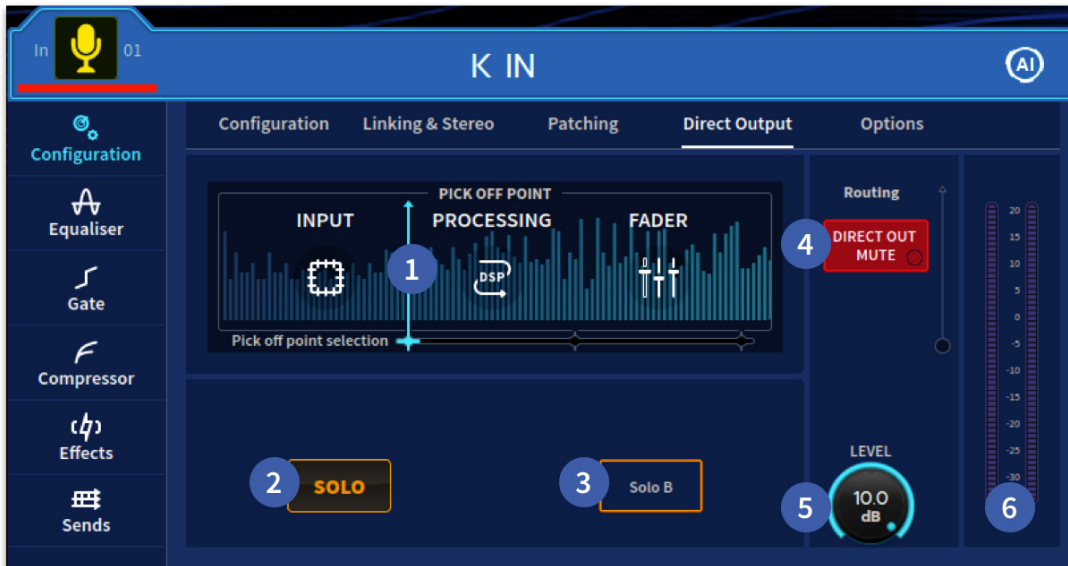 In
01
K IN
AI
Configuration
Equaliser
Gate
Compressor
Effects
Sends
Configuration Linking & Stereo Patching Direct Output Options
PICK OFF POINT
INPUT PROCESSING FADER
1
DSP
Pick off point selection
2
SOLO
3
Solo B
Routing
4
DIRECT OUT
MUTE
LEVEL
5
10.0
dB
20
15
10
5
0
-5
-10
-15
-20
-25
-30
6